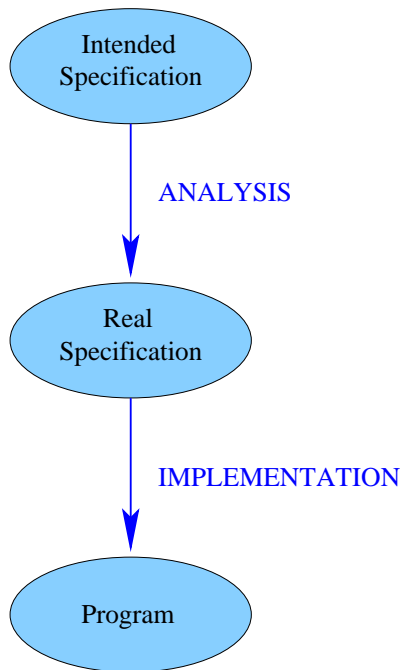 Intended
Specification
ANALYSIS
Real
Specification
IMPLEMENTATION
Program